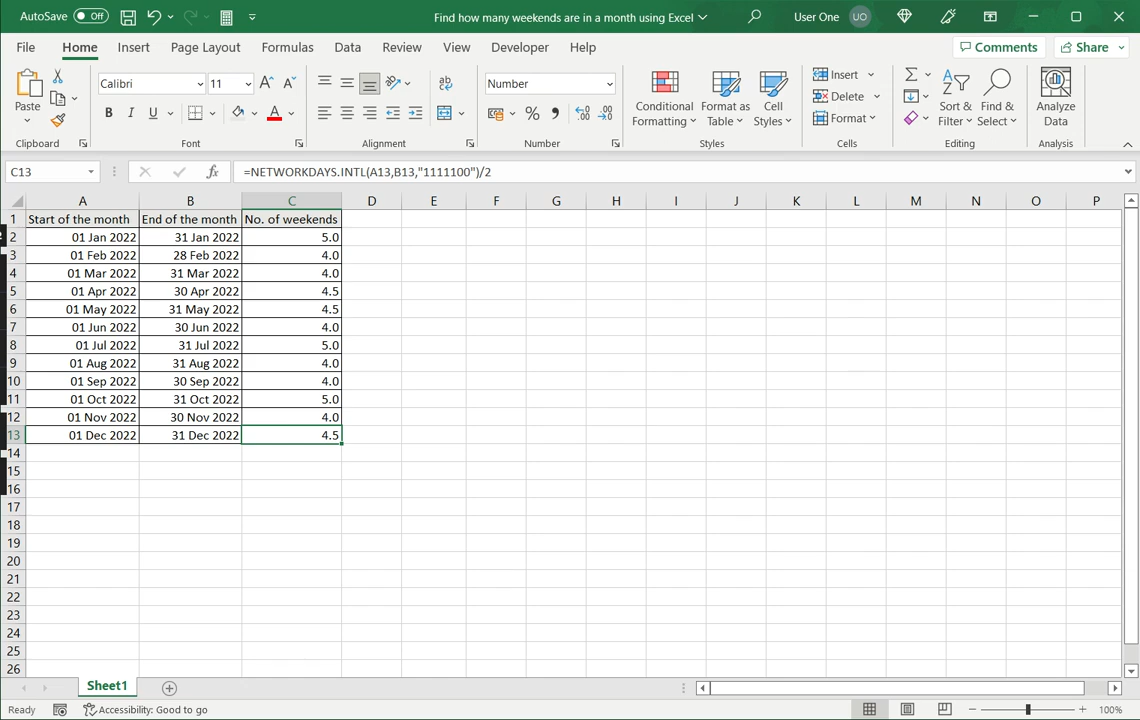 AutoSave Off Find how many weekends are in a month using Excel User One UO
File Home Insert Page Layout Formulas Data Review View Developer Help Comments Share
Paste Calibri 11 B I U A A A ab Number % Conditional Formatting Format as Table Cell Styles Insert Delete Format Sort & Filter Find & Select Analyze Data
Clipboard Font Alignment Number Styles Cells Editing Analysis
C13 fx =NETWORKDAYS.INTL(A13,B13,"1111100")/2
A B C D E F G H I J K L M N O P
1 Start of the month End of the month No. of weekends
2 01 Jan 2022 31 Jan 2022 5.0
3 01 Feb 2022 28 Feb 2022 4.0
4 01 Mar 2022 31 Mar 2022 4.0
5 01 Apr 2022 30 Apr 2022 4.5
6 01 May 2022 31 May 2022 4.5
7 01 Jun 2022 30 Jun 2022 4.0
8 01 Jul 2022 31 Jul 2022 5.0
9 01 Aug 2022 31 Aug 2022 4.0
10 01 Sep 2022 30 Sep 2022 4.0
11 01 Oct 2022 31 Oct 2022 5.0
12 01 Nov 2022 30 Nov 2022 4.0
13 01 Dec 2022 31 Dec 2022 4.5
14
15
16
17
18
19
20
21
22
23
24
25
26
Sheet1
Ready Accessibility: Good to go 100%